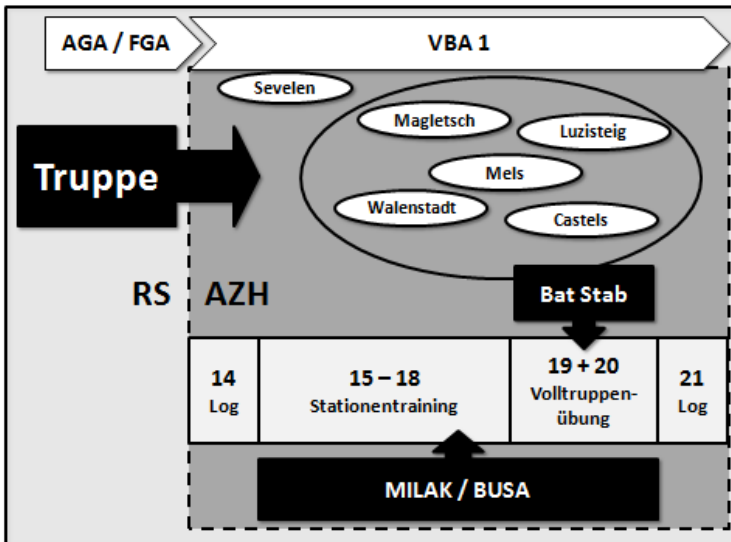 AGA / FGA
VBA 1
Sevelen
Magletsch
Luzisteig
Truppe
Mels
Walenstadt
Castels
RS
AZH
Bat Stab
14
Log
15 – 18
Stationentraining
19 + 20
Volltruppen-
übung
21
Log
MILAK / BUSA